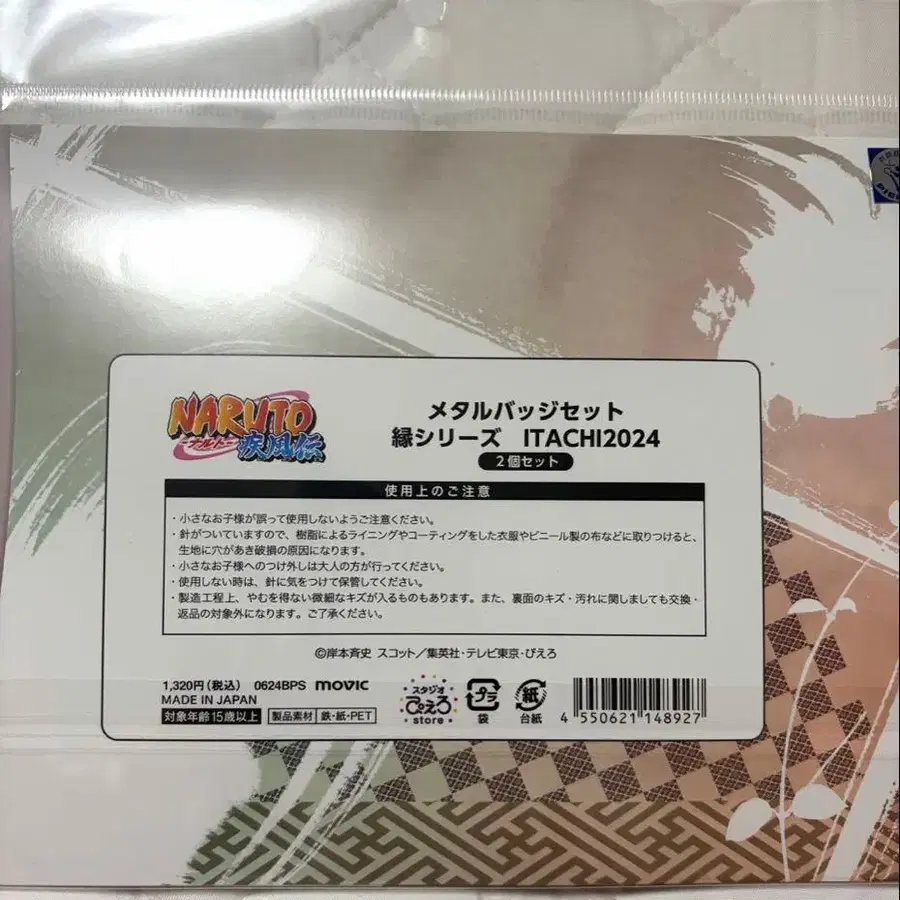 NARUTO
-ナルト-
疾風伝
メタルバッジセット
縁シリーズ ITACHI2024
2個セット
使用上のご注意
・小さなお子様が誤って使用しないようご注意ください。
・針がついていますので、樹脂によるライニングやコーティングをした衣服やビニール製の布などに取りつけると、
生地に穴があき破損の原因になります。
・小さなお子様へのつけ外しは大人の方が行ってください。
・使用しない時は、針に気をつけて保管してください。
・製造工程上、やむを得ない微細なキズが入るものもあります。また、裏面のキズ・汚れに関しましても交換・
返品の対象外になります。ご了承ください。
©岸本斉史 スコット/集英社・テレビ東京・ぴえろ
1,320円(税込) 0624BPS movic
MADE IN JAPAN
対象年齢15歳以上 製品素材 鉄・紙・PET
スタジオ
ぴえろ
store
プラ
袋
紙
台紙
4 550621 148927